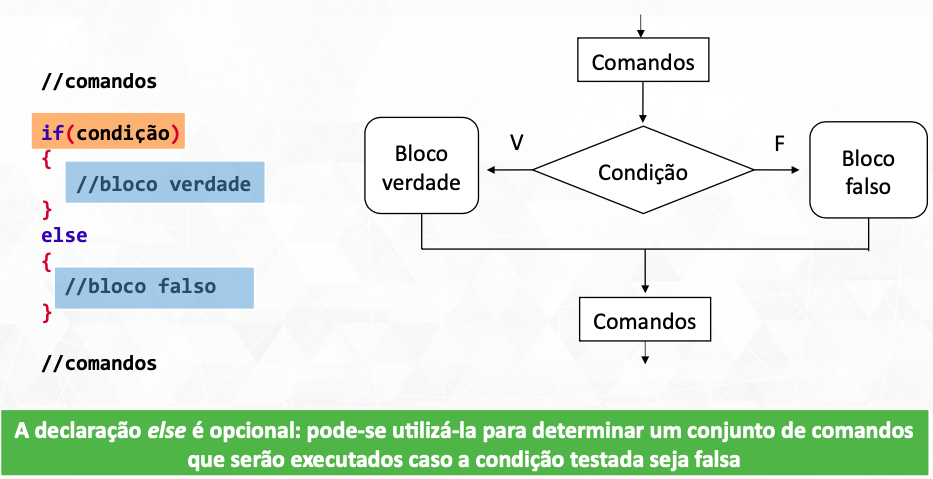 //comandos
if(condição)
{
//bloco verdade
}
else
{
//bloco falso
}
//comandos
Comandos
V
F
Bloco
verdade
Condição
Bloco
falso
Comandos
A declaração else é opcional: pode-se utilizá-la para determinar um conjunto de comandos
que serão executados caso a condição testada seja falsa